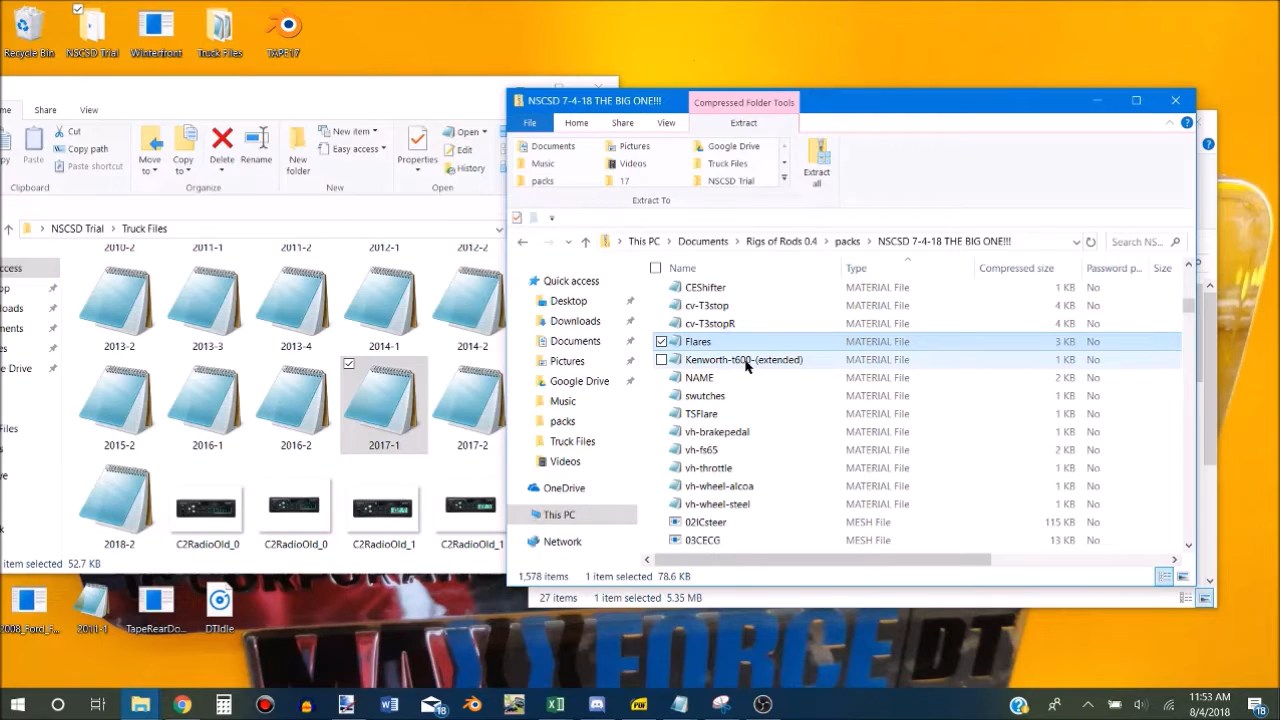 Recycle Bin
NSCSD Trial
Winterfront
Truck Files
TAPE17
Share
View
Paste
Cut
Copy path
Paste shortcut
Clipboard
Move to
Copy to
Delete
Rename
Organize
New folder
New item
Easy access
New
Properties
Open
Edit
History
Open
NSCSD Trial > Truck Files
2010-2
2011-1
2011-2
2012-1
2012-2
2013-2
2014-1
2015-2
2016-1
2016-2
2017-1
2017-2
2018-2
C2RadioOld_0
C2RadioOld_0
C2RadioOld_1
C2RadioOld_1
item selected 52.7 KB
NSCSD 7-4-18 THE BIG ONE!!!
Compressed Folder Tools
File
Home
Share
View
Extract
Documents
Pictures
Google Drive
Music
Videos
Truck Files
packs
17
NSCSD Trial
Extract To
Extract all
This PC > Documents > Rigs of Rods 0.4 > packs > NSCSD 7-4-18 THE BIG ONE!!!
Search NS...
Name Type Compressed size Password p... Size
Quick access
Desktop
Downloads
Documents
Pictures
Google Drive
Music
packs
Truck Files
Videos
OneDrive
This PC
Network
CEShifter MATERIAL File 1 KB No
cv-T3stop MATERIAL File 4 KB No
cv-T3stopR MATERIAL File 4 KB No
Flares MATERIAL File 3 KB No
Kenworth-t600-(extended) MATERIAL File 1 KB No
NAME MATERIAL File 2 KB No
swutches MATERIAL File 1 KB No
TSFlare MATERIAL File 1 KB No
vh-brakepedal MATERIAL File 1 KB No
vh-fs65 MATERIAL File 1 KB No
vh-throttle MATERIAL File 1 KB No
vh-wheel-alcoa MATERIAL File 1 KB No
vh-wheel-steel MATERIAL File 1 KB No
02ICsteer MESH File 115 KB No
03CECG MESH File 13 KB No
1,578 items 1 item selected 78.6 KB
27 items 1 item selected 5.35 MB
2008_Ford_F...
2011-1
TapeRearDo...
DTIdle
MAXXFORCE DT
18
11:53 AM
8/4/2018
18